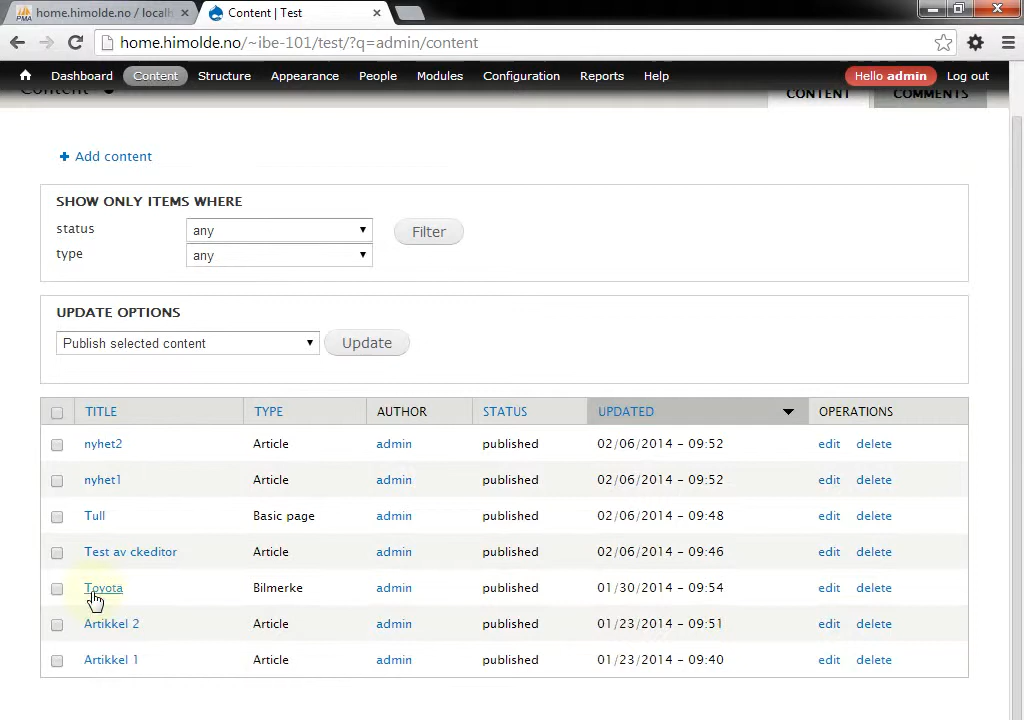 home.himolde.no / localh
Content | Test
home.himolde.no/~ibe-101/test/?q=admin/content
Dashboard Content Structure Appearance People Modules Configuration Reports Help Hello admin Log out
Content CONTENT COMMENTS
Add content
SHOW ONLY ITEMS WHERE
status any Filter
type any
UPDATE OPTIONS
Publish selected content Update
TITLE TYPE AUTHOR STATUS UPDATED OPERATIONS
nyhet2 Article admin published 02/06/2014 - 09:52 edit delete
nyhet1 Article admin published 02/06/2014 - 09:52 edit delete
Tull Basic page admin published 02/06/2014 - 09:48 edit delete
Test av ckeditor Article admin published 02/06/2014 - 09:46 edit delete
Toyota Bilmerke admin published 01/30/2014 - 09:54 edit delete
Artikkel 2 Article admin published 01/23/2014 - 09:51 edit delete
Artikkel 1 Article admin published 01/23/2014 - 09:40 edit delete